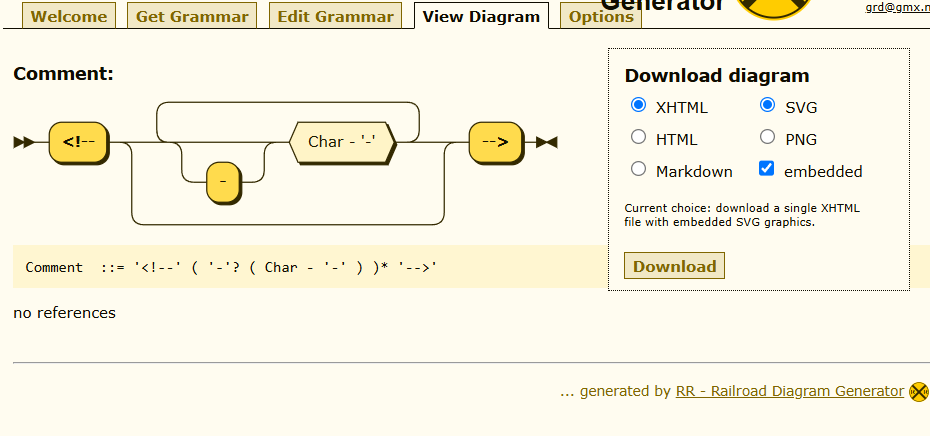 Generator
grd@gmx.n
Welcome Get Grammar Edit Grammar View Diagram Options
Comment:
<!-- - Char - '-' -->
Comment ::= '<!--' ( '-'? ( Char - '-' ) )* '-->'
no references
Download diagram
XHTML SVG
HTML PNG
Markdown embedded
Current choice: download a single XHTML
file with embedded SVG graphics.
Download
... generated by RR - Railroad Diagram Generator